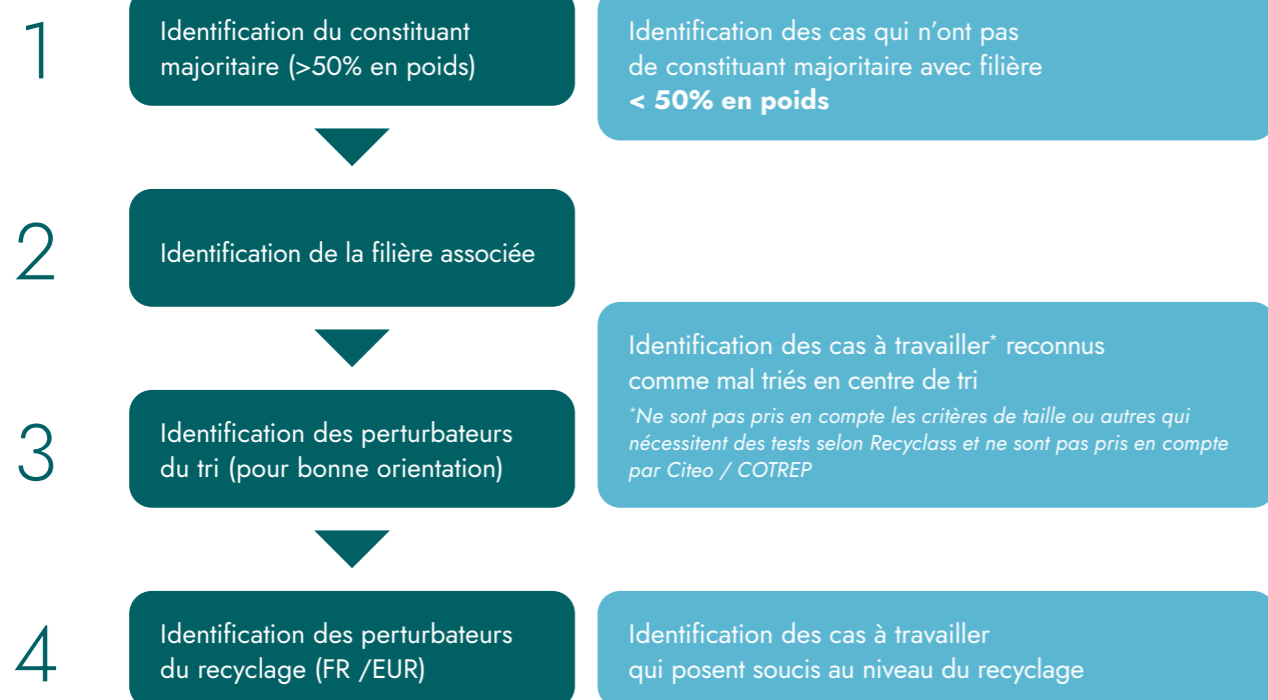 1
Identification du constituant
majoritaire (>50% en poids)
Identification des cas qui n’ont pas
de constituant majoritaire avec filière
< 50% en poids
2
Identification de la filière associée
3
Identification des perturbateurs
du tri (pour bonne orientation)
Identification des cas à travailler* reconnus
comme mal triés en centre de tri
*Ne sont pas pris en compte les critères de taille ou autres qui
nécessitent des tests selon Recyclass et ne sont pas pris en compte
par Citeo / COTREP
4
Identification des perturbateurs
du recyclage (FR /EUR)
Identification des cas à travailler
qui posent soucis au niveau du recyclage